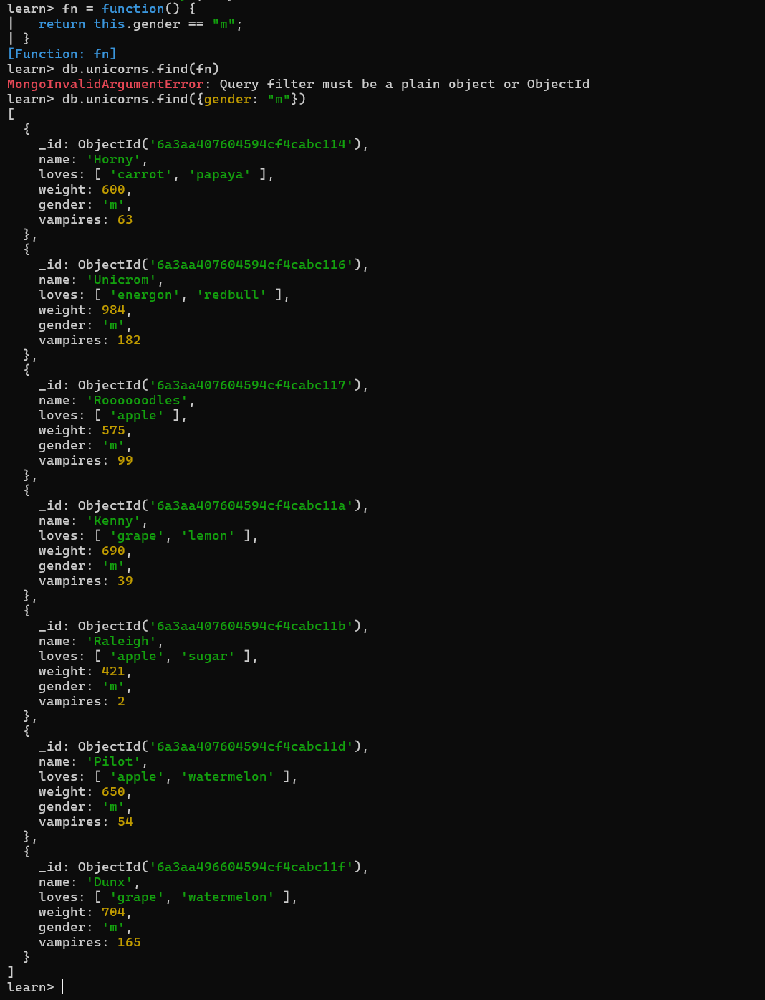 learn> fn = function() {
|   return this.gender == "m";
| }
[Function: fn]
learn> db.unicorns.find(fn)
MongoInvalidArgumentError: Query filter must be a plain object or ObjectId
learn> db.unicorns.find({gender: "m"})
[
  {
    _id: ObjectId('6a3aa407604594cf4cabc114'),
    name: 'Horny',
    loves: [ 'carrot', 'papaya' ],
    weight: 600,
    gender: 'm',
    vampires: 63
  },
  {
    _id: ObjectId('6a3aa407604594cf4cabc116'),
    name: 'Unicrom',
    loves: [ 'energon', 'redbull' ],
    weight: 984,
    gender: 'm',
    vampires: 182
  },
  {
    _id: ObjectId('6a3aa407604594cf4cabc117'),
    name: 'Roooooodles',
    loves: [ 'apple' ],
    weight: 575,
    gender: 'm',
    vampires: 99
  },
  {
    _id: ObjectId('6a3aa407604594cf4cabc11a'),
    name: 'Kenny',
    loves: [ 'grape', 'lemon' ],
    weight: 690,
    gender: 'm',
    vampires: 39
  },
  {
    _id: ObjectId('6a3aa407604594cf4cabc11b'),
    name: 'Raleigh',
    loves: [ 'apple', 'sugar' ],
    weight: 421,
    gender: 'm',
    vampires: 2
  },
  {
    _id: ObjectId('6a3aa407604594cf4cabc11d'),
    name: 'Pilot',
    loves: [ 'apple', 'watermelon' ],
    weight: 650,
    gender: 'm',
    vampires: 54
  },
  {
    _id: ObjectId('6a3aa496604594cf4cabc11f'),
    name: 'Dunx',
    loves: [ 'grape', 'watermelon' ],
    weight: 704,
    gender: 'm',
    vampires: 165
  }
]
learn>